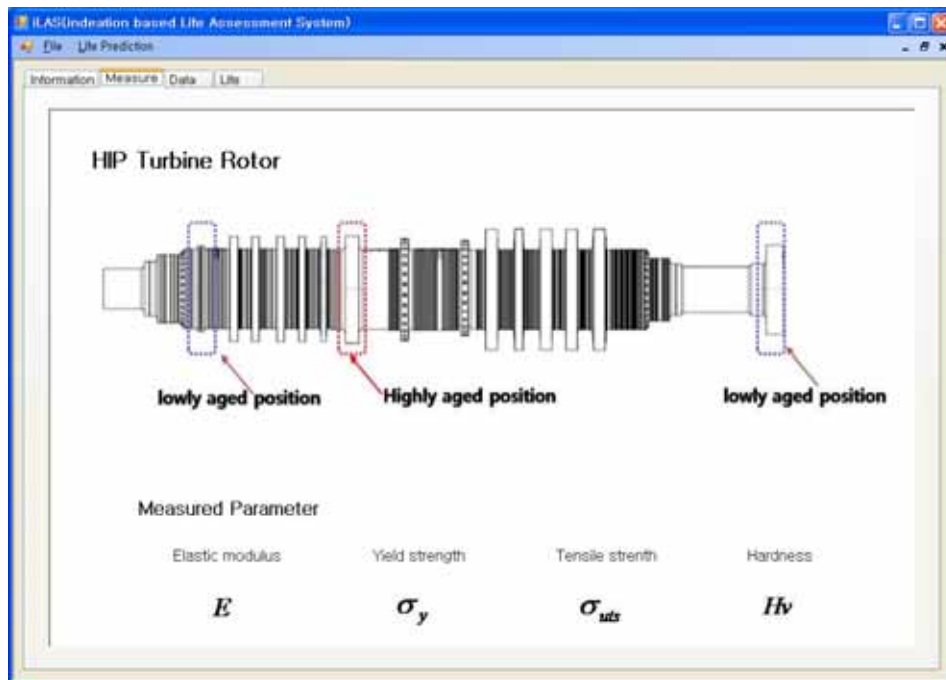 iLAS(Indeation based Life Assessment System)
File Life Prediction
Information Measure Data Life
HIP Turbine Rotor
lowly aged position Highly aged position lowly aged position
Measured Parameter
Elastic modulus Yield strength Tensile strenth Hardness
E σy σuts Hv